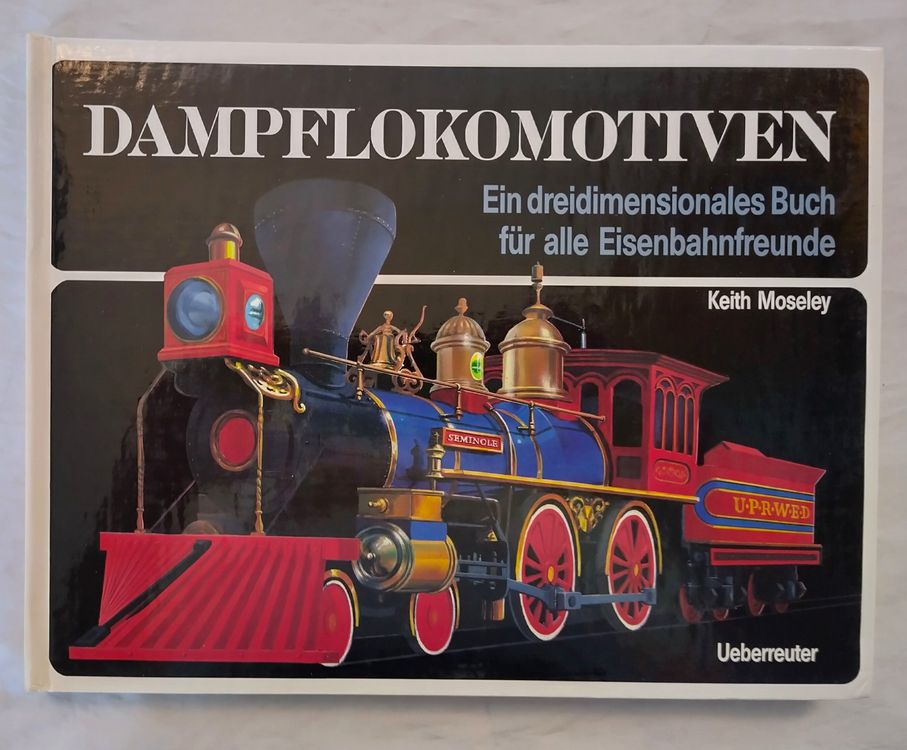 DAMPFLOKOMOTIVEN
Ein dreidimensionales Buch
für alle Eisenbahnfreunde
Keith Moseley
SEMINOLE
U·P·R·W·E·D
Ueberreuter